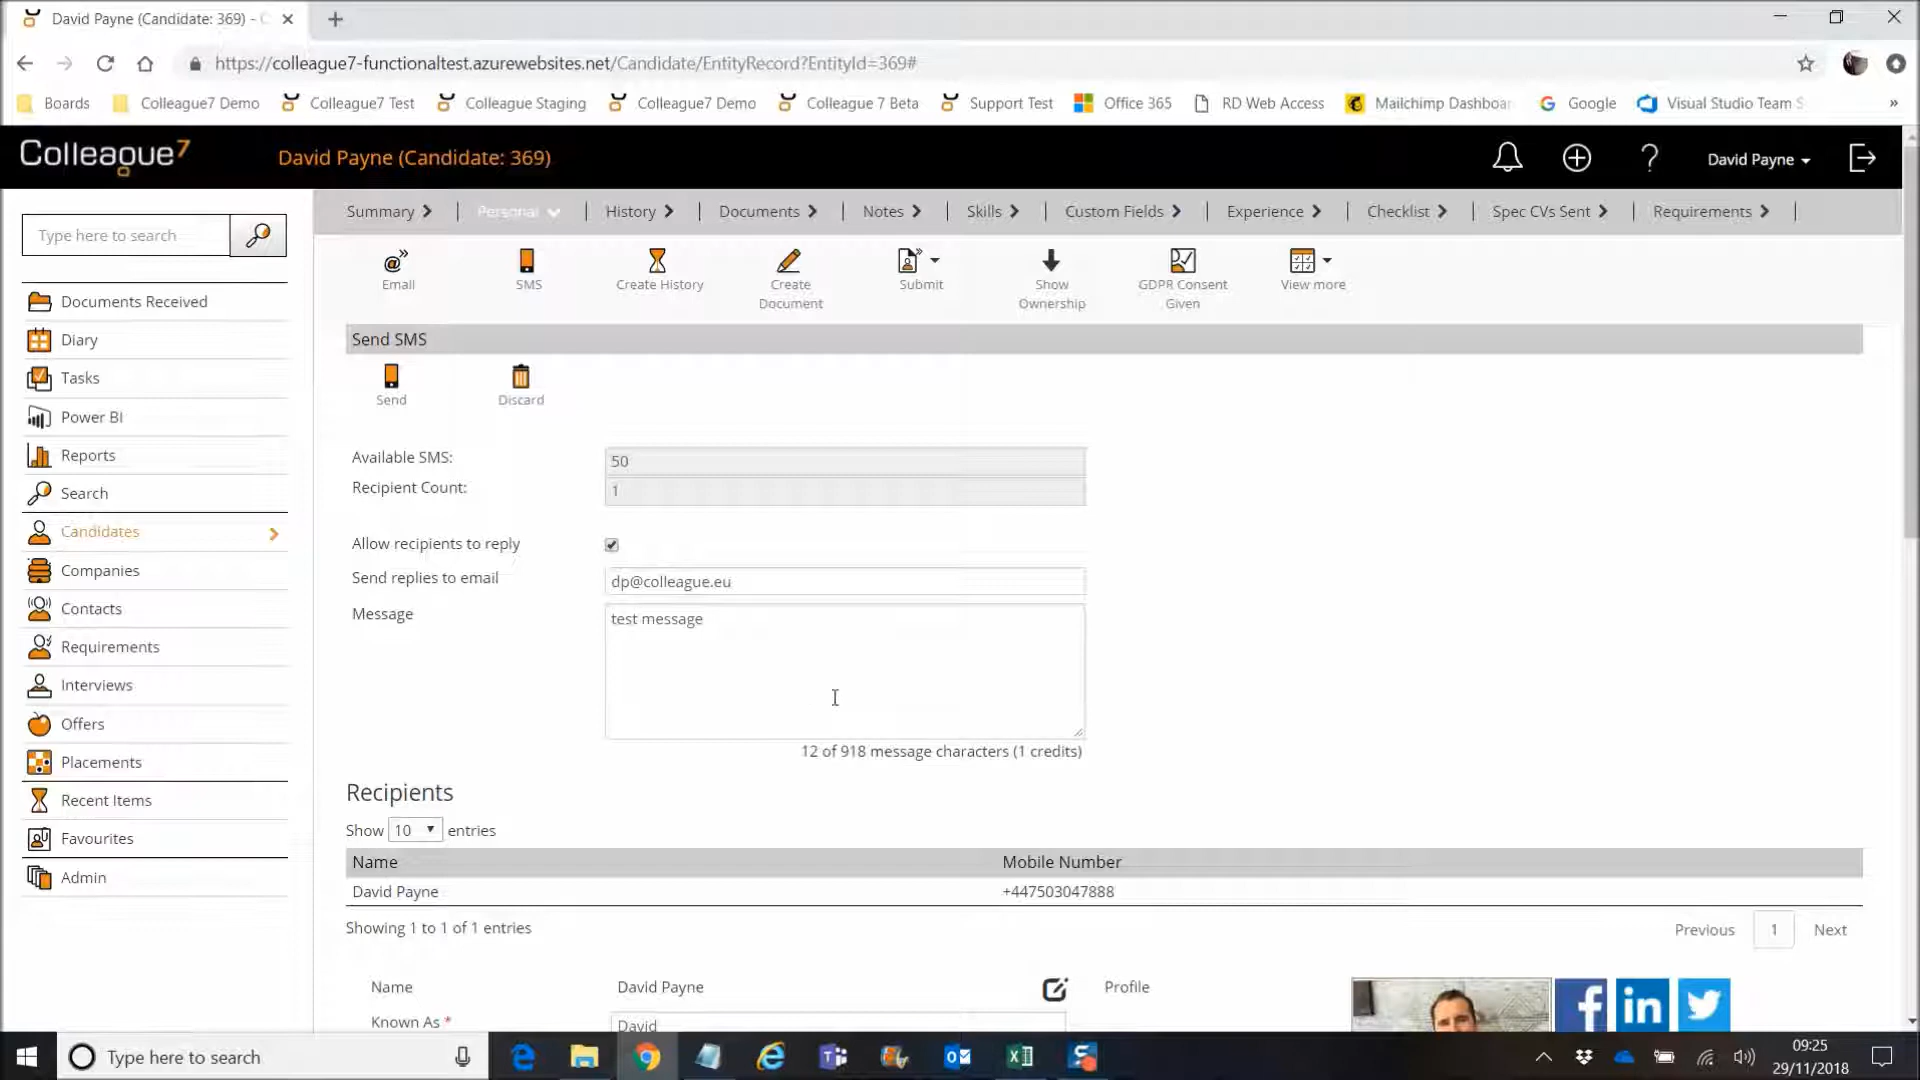 David Payne (Candidate: 369) - C
https://colleague7-functionaltest.azurewebsites.net/Candidate/EntityRecord?EntityId=369#
Boards Colleague7 Demo Colleague7 Test Colleague Staging Colleague7 Demo Colleague 7 Beta Support Test Office 365 RD Web Access Mailchimp Dashboar Google Visual Studio Team S »
Colleague7 David Payne (Candidate: 369) David Payne
Summary Personal History Documents Notes Skills Custom Fields Experience Checklist Spec CVs Sent Requirements
Type here to search
Email SMS Create History Create Document Submit Show Ownership GDPR Consent Given View more
Documents Received
Diary
Tasks
Power BI
Reports
Search
Candidates
Companies
Contacts
Requirements
Interviews
Offers
Placements
Recent Items
Favourites
Admin
Send SMS
Send Discard
Available SMS: 50
Recipient Count: 1
Allow recipients to reply
Send replies to email dp@colleague.eu
Message test message
12 of 918 message characters (1 credits)
Recipients
Show 10 entries
Name Mobile Number
David Payne +447503047888
Showing 1 to 1 of 1 entries Previous 1 Next
Name David Payne Profile
Known As * David
Type here to search 09:25
29/11/2018